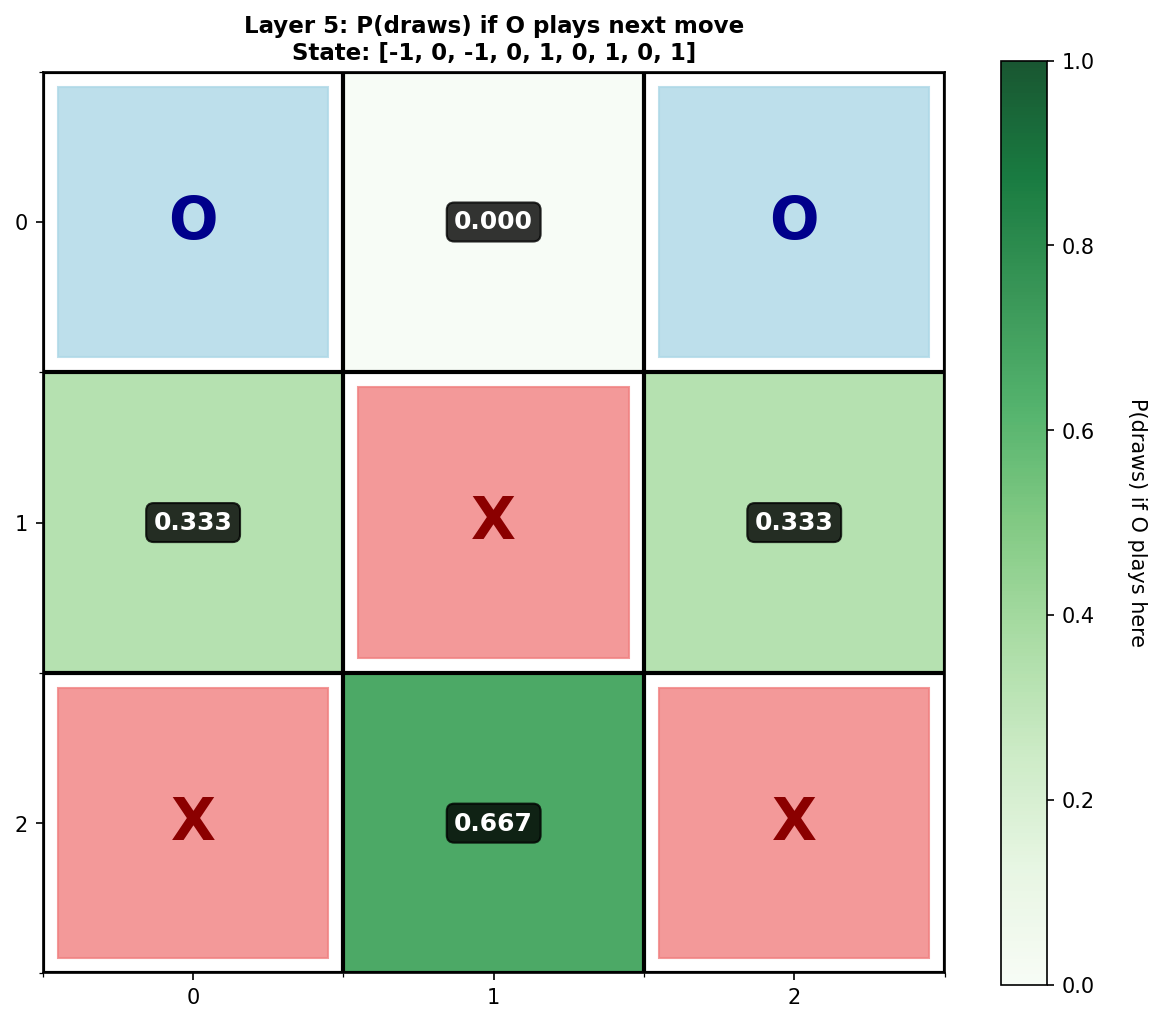 Layer 5: P(draws) if O plays next move
State: [-1, 0, -1, 0, 1, 0, 1, 0, 1]
0
O
0.000
O
1
0.333
X
0.333
2
X
0.667
X
0
1
2
1.0
0.8
0.6
0.4
0.2
0.0
P(draws) if O plays here